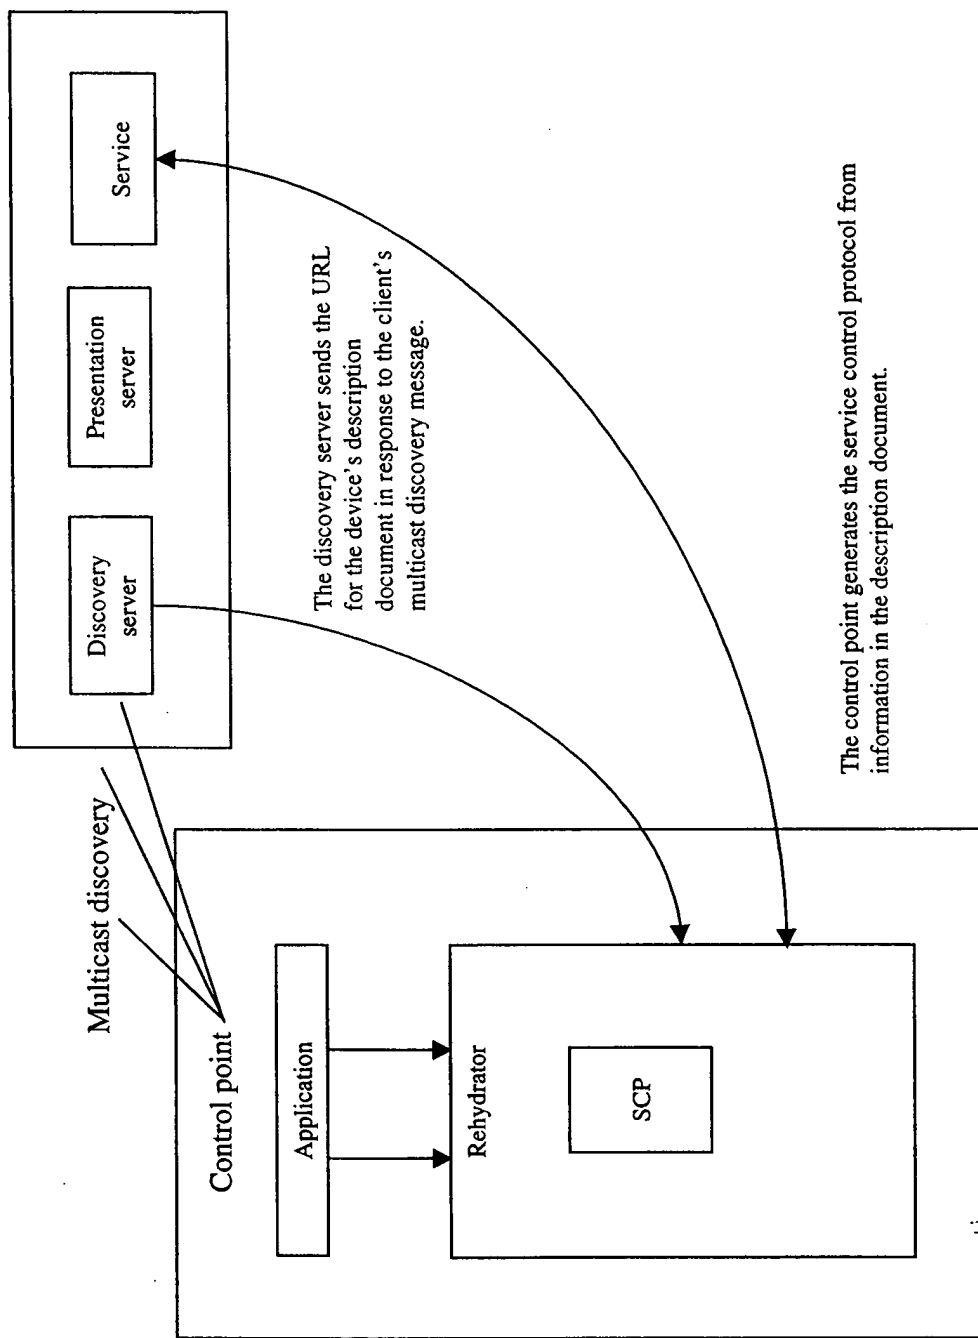 Multicast discovery
Control point
Application
Rehydrator
SCP
Discovery
server
Presentation
server
Service
The discovery server sends the URL
for the device's description
document in response to the client's
multicast discovery message.
The control point generates the service control protocol from
information in the description document.